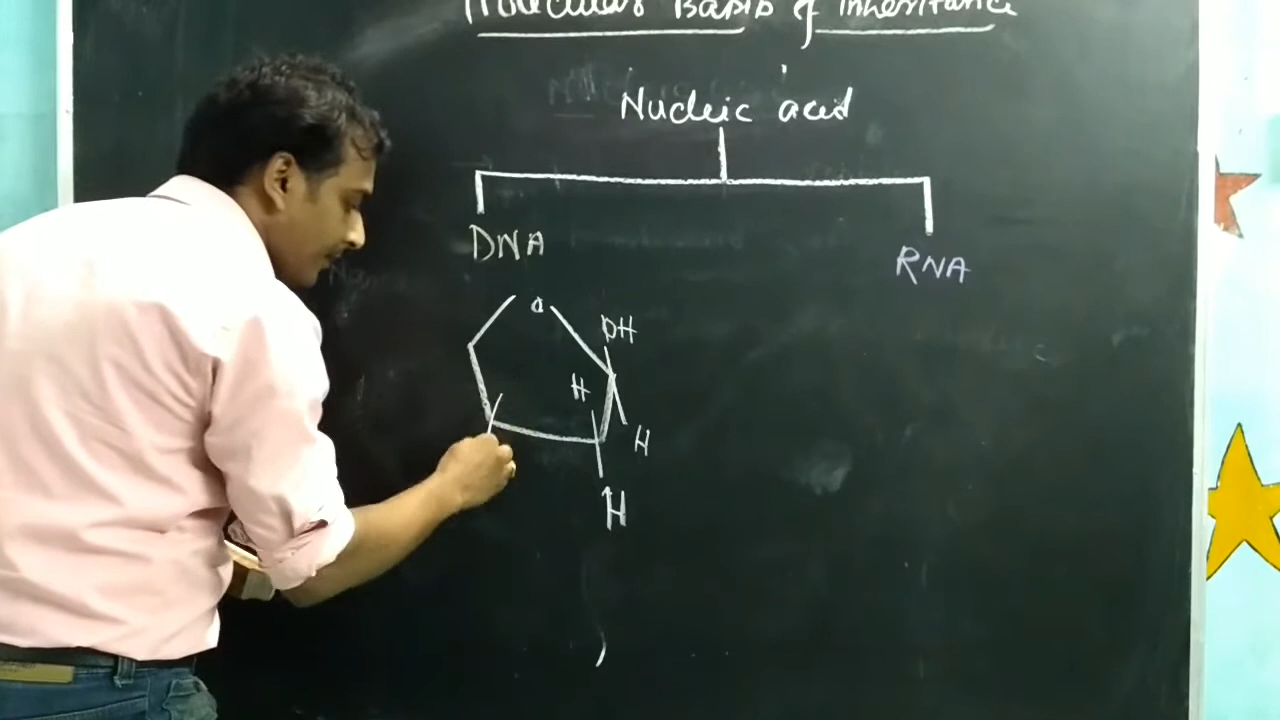 Molecular Basis of Inheritance
Nucleic acid
DNA
RNA
O
OH
H
H
H